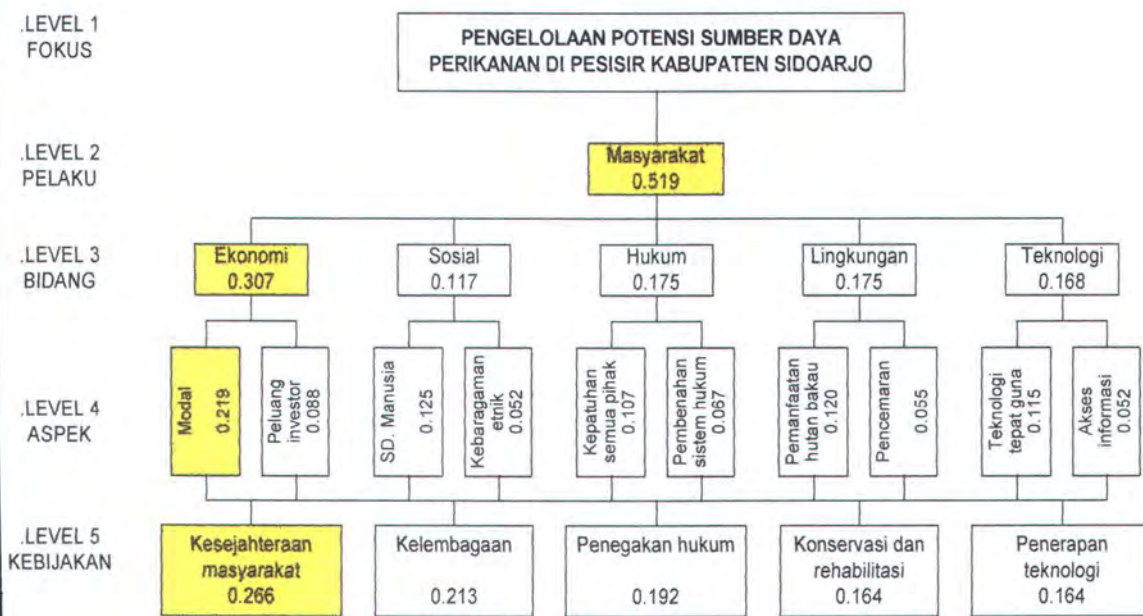 .LEVEL 1
FOKUS
PENGELOLAAN POTENSI SUMBER DAYA
PERIKANAN DI PESISIR KABUPATEN SIDOARJO
.LEVEL 2
PELAKU
Masyarakat
0.519
.LEVEL 3
BIDANG
Ekonomi
0.307
Sosial
0.117
Hukum
0.175
Lingkungan
0.175
Teknologi
0.168
.LEVEL 4
ASPEK
Modal
0.219
Peluang
investor
0.088
SD. Manusia
0.125
Kebaragaman
etnik
0.052
Kepatuhan
semua pihak
0.107
Pembenahan
sistem hukum
0.067
Pemanfaatan
hutan bakau
0.120
Pencemaran
0.055
Teknologi
tepat guna
0.115
Akses
informasi
0.052
.LEVEL 5
KEBIJAKAN
Kesejahteraan
masyarakat
0.266
Kelembagaan
0.213
Penegakan hukum
0.192
Konservasi dan
rehabilitasi
0.164
Penerapan
teknologi
0.164